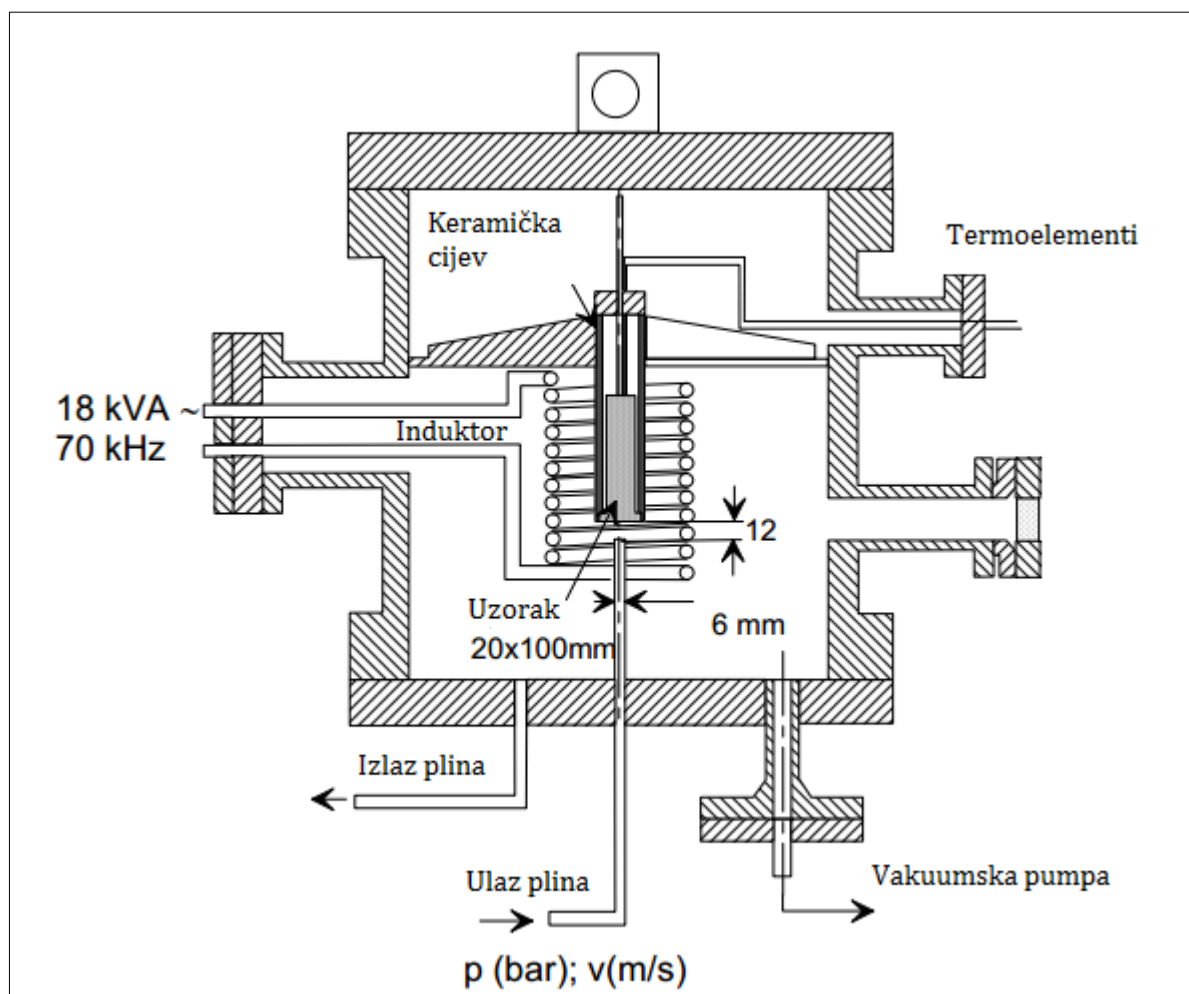 Keramička
cijev
Termoelementi
18 kVA ~
70 kHz
Induktor
12
Uzorak
20x100mm
6 mm
Izlaz plina
Ulaz plina
Vakuumska pumpa
p (bar); v(m/s)